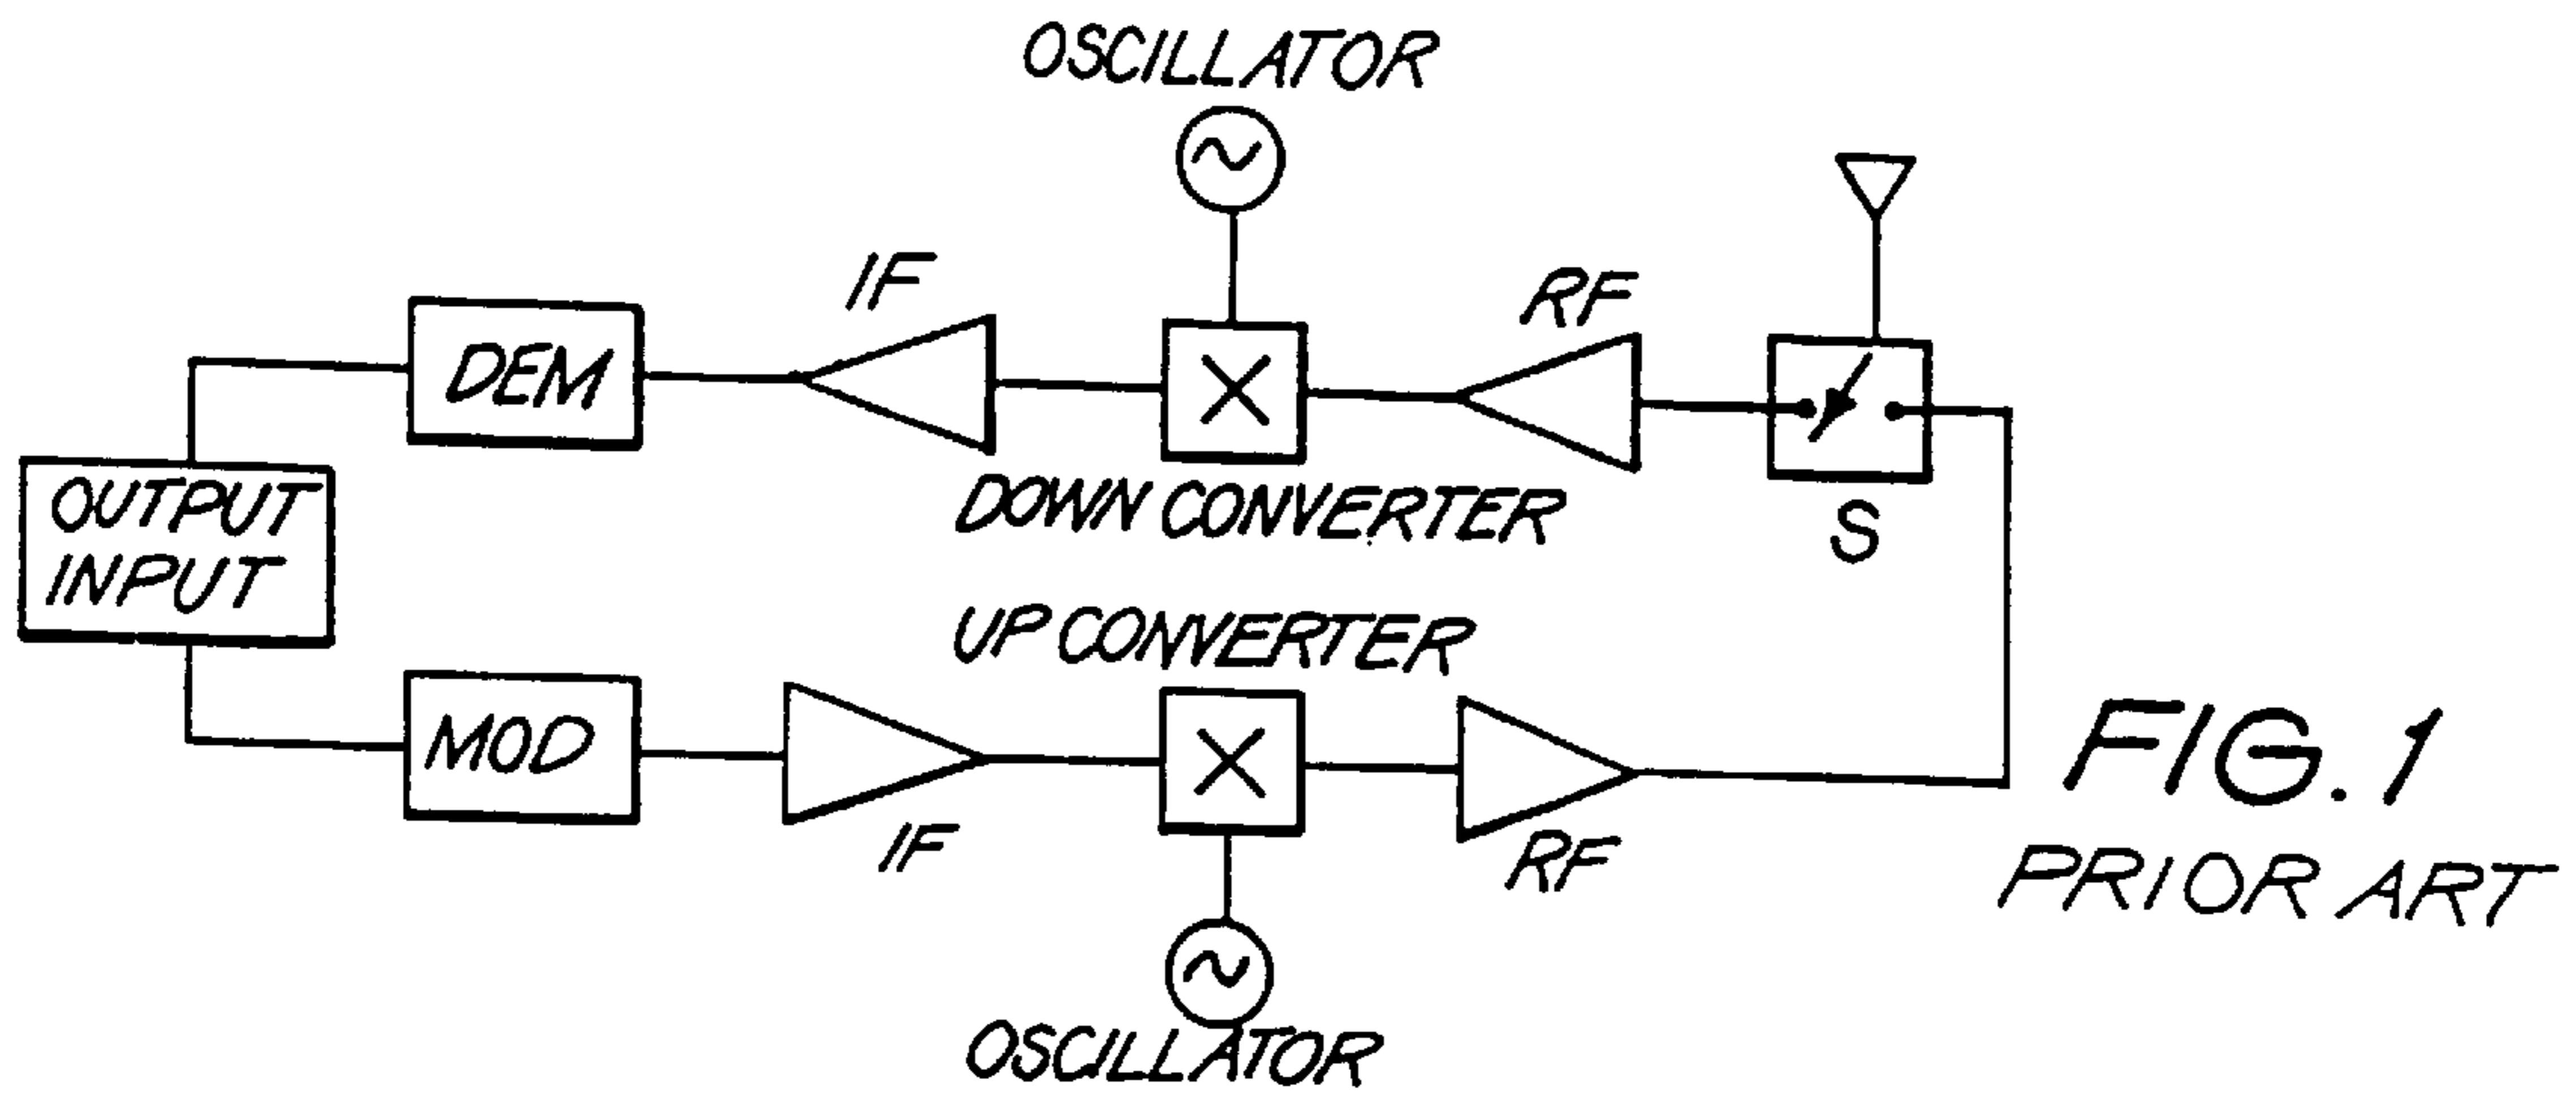 OSCILLATOR
IF
RF
DEM
DOWN CONVERTER
S
OUTPUT
INPUT
UP CONVERTER
MOD
IF
RF
OSCILLATOR
FIG. 1
PRIOR ART